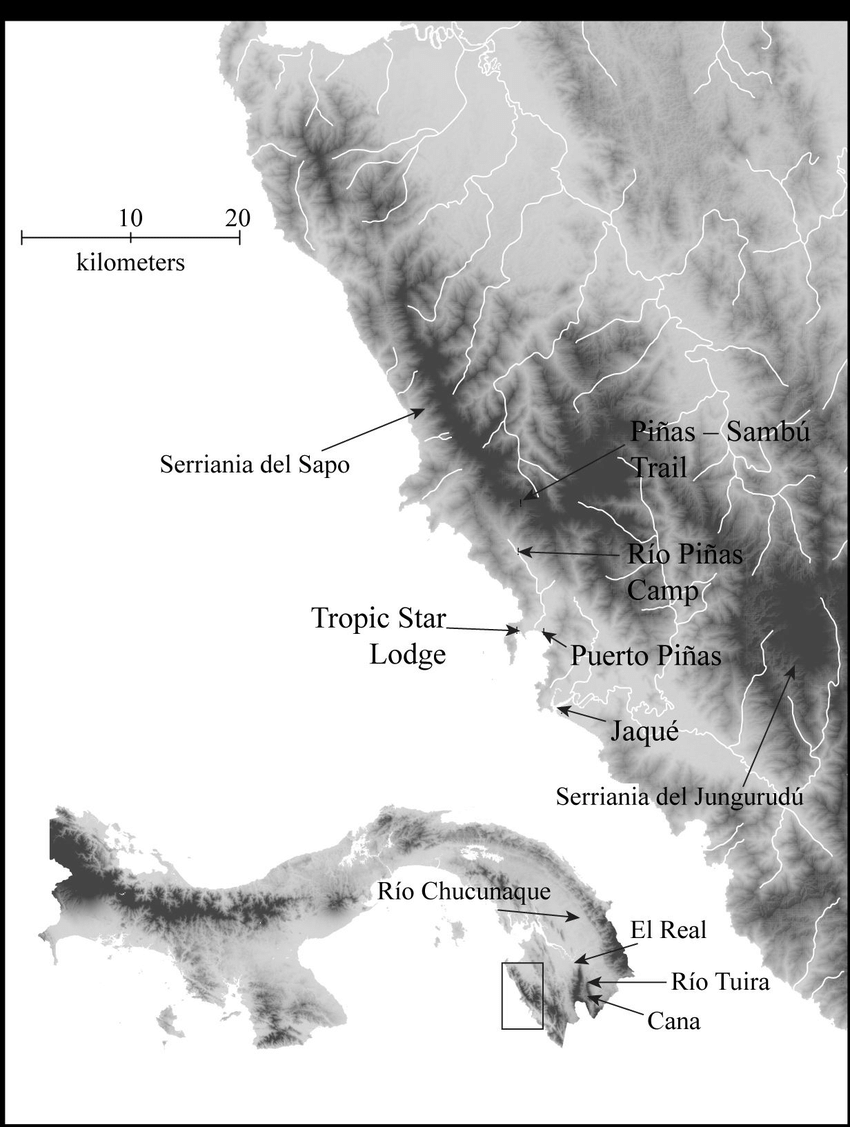 10 20
kilometers
Serriania del Sapo
Piñas – Sambú
Trail
Río Piñas
Camp
Tropic Star
Lodge
Puerto Piñas
Jaqué
Serriania del Jungurudú
Río Chucunaque
El Real
Río Tuira
Cana